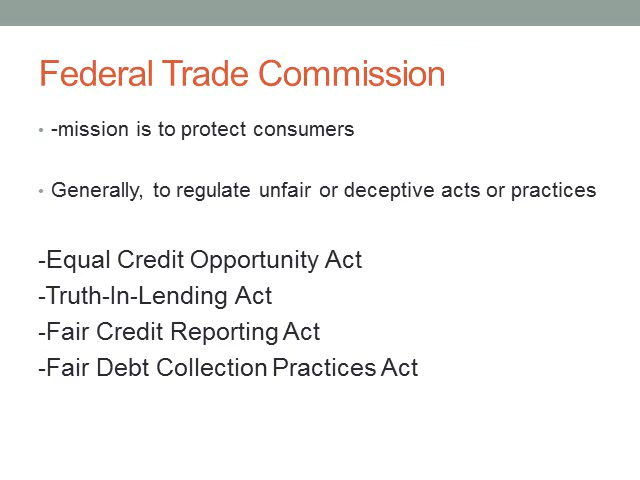 Federal Trade Commission
• -mission is to protect consumers
• Generally, to regulate unfair or deceptive acts or practices
-Equal Credit Opportunity Act
-Truth-In-Lending Act
-Fair Credit Reporting Act
-Fair Debt Collection Practices Act